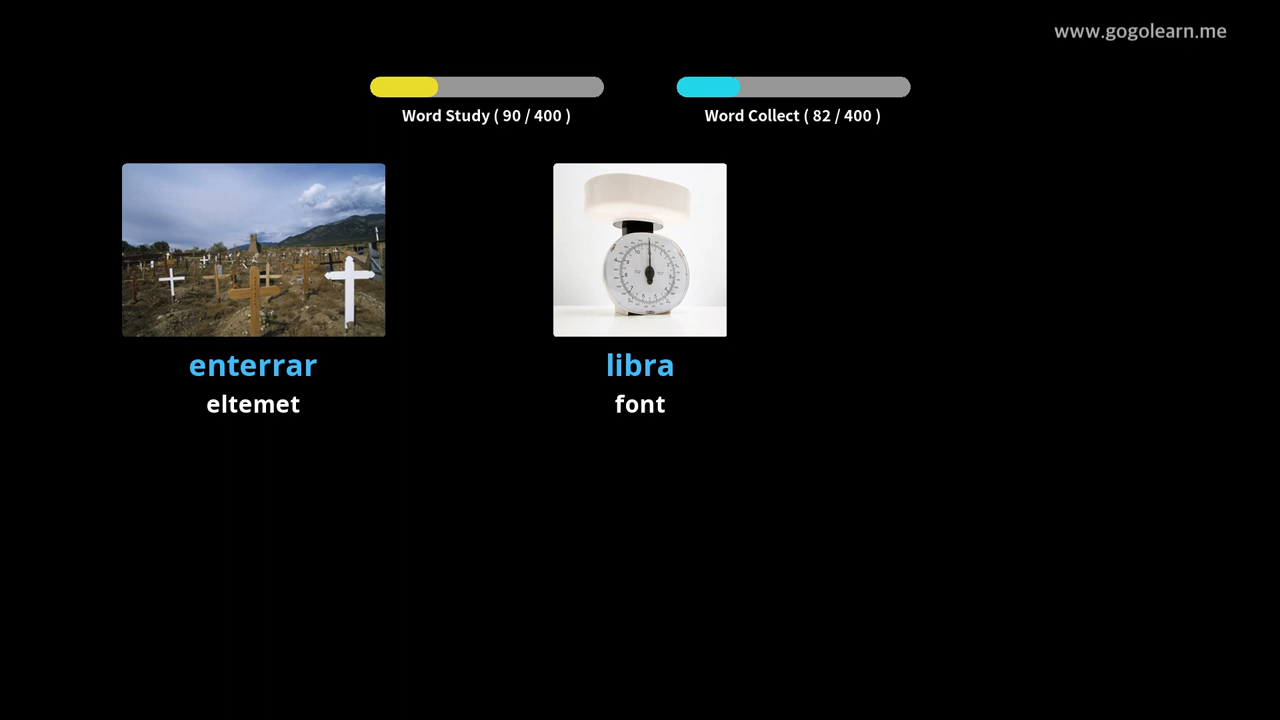 www.gogolearn.me
Word Study ( 90 / 400 )
Word Collect ( 82 / 400 )
enterrar
eltemet
libra
font